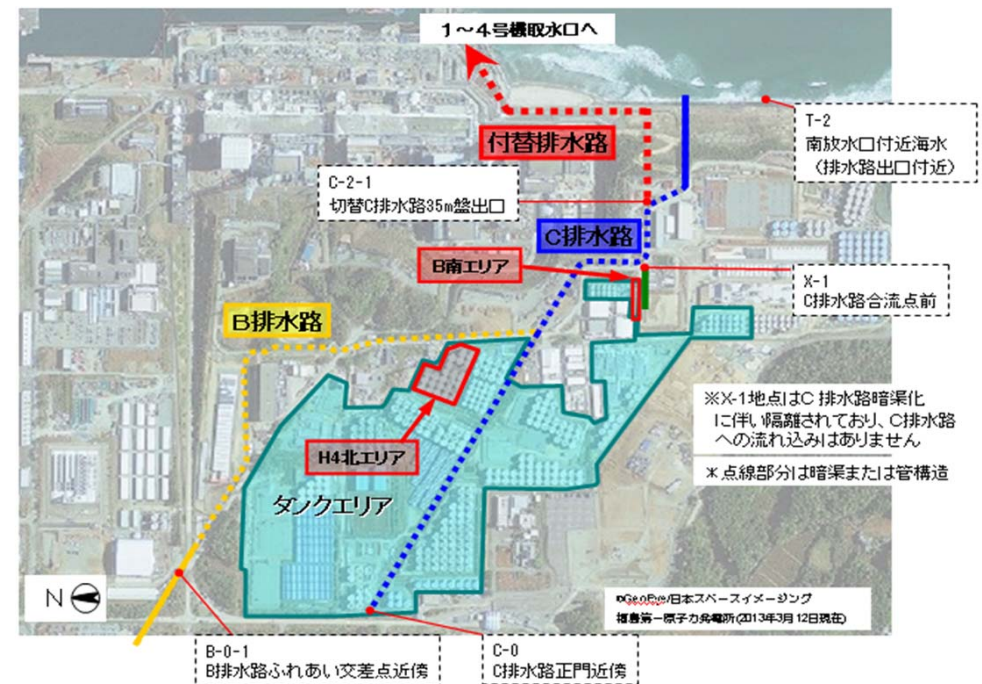 1～4号機取水口へ
T-2
南放水口付近海水
（排水路出口付近）
付替排水路
C-2-1
切替C排水路35m盤出口
C排水路
B南エリア
X-1
C排水路合流点前
B排水路
※X-1地点はC排水路暗渠化
に伴い隔離されており、C排水路
への流れ込みはありません
H4北エリア
＊点線部分は暗渠または管構造
タンクエリア
N
©GeoEye/日本スペースイメージング
福島第一原子力発電所(2013年3月12日現在)
B-0-1
B排水路ふれあい交差点近傍
C-0
C排水路正門近傍